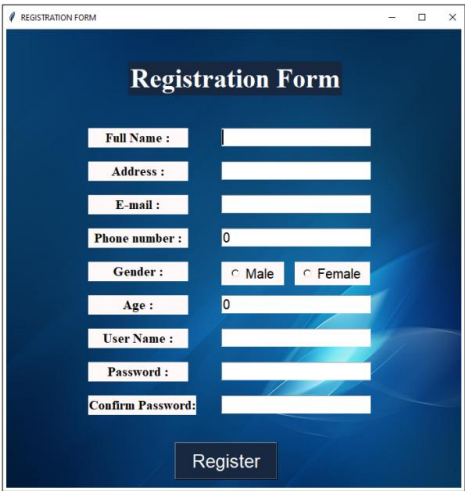 REGISTRATION FORM
Registration Form
Full Name :
Address :
E-mail :
Phone number : 0
Gender : Male Female
Age : 0
User Name :
Password :
Confirm Password:
Register